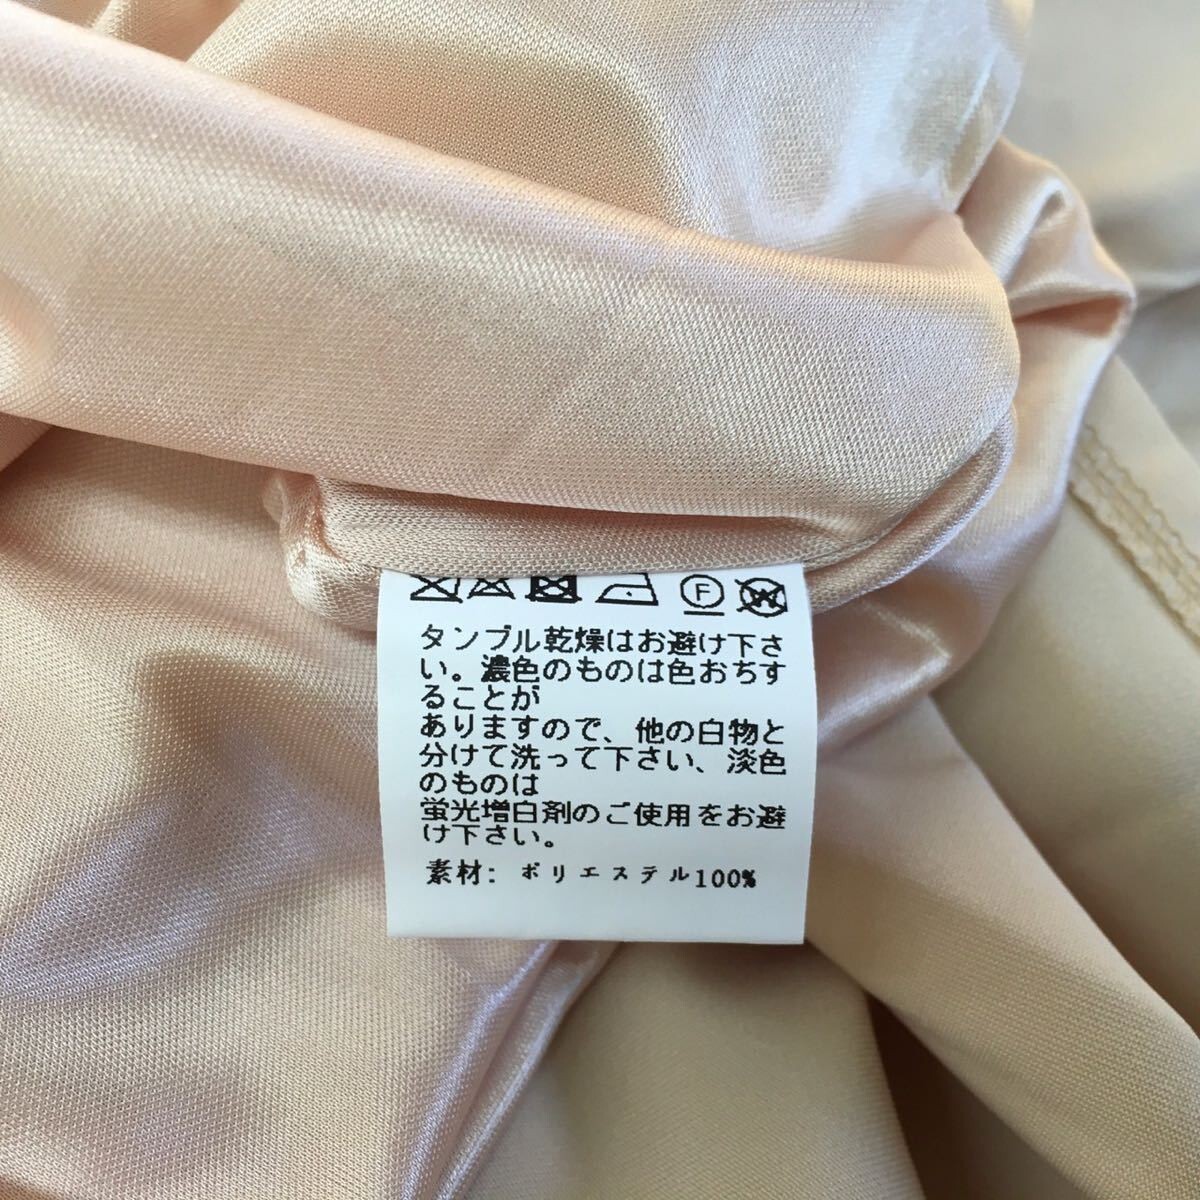 F W
タンブル乾燥はお避け下さ
い。濃色のものは色おちす
ることが
ありますので、他の白物と
分けて洗って下さい、淡色
のものは
蛍光増白剤のご使用をお避
け下さい。
素材: ポリエステル100%